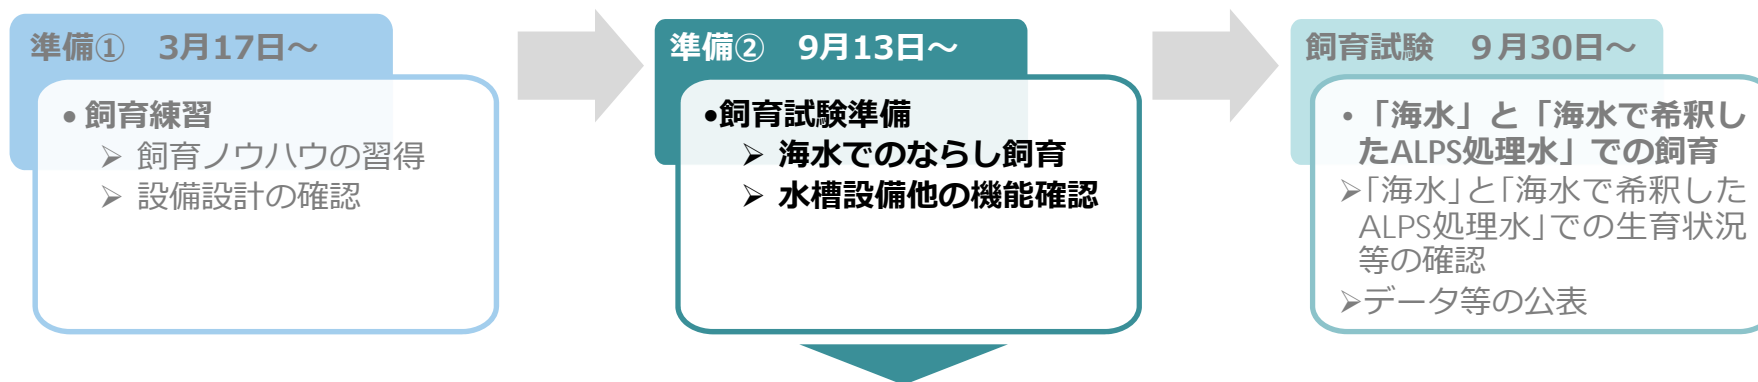 準備① 3月17日～
• 飼育練習
➢ 飼育ノウハウの習得
➢ 設備設計の確認
準備② 9月13日～
•飼育試験準備
➢ 海水でのならし飼育
➢ 水槽設備他の機能確認
飼育試験 ９月30日～
• 「海水」と「海水で希釈し
たALPS処理水」での飼育
➢「海水」と「海水で希釈した
ALPS処理水」での生育状況
等の確認
➢データ等の公表